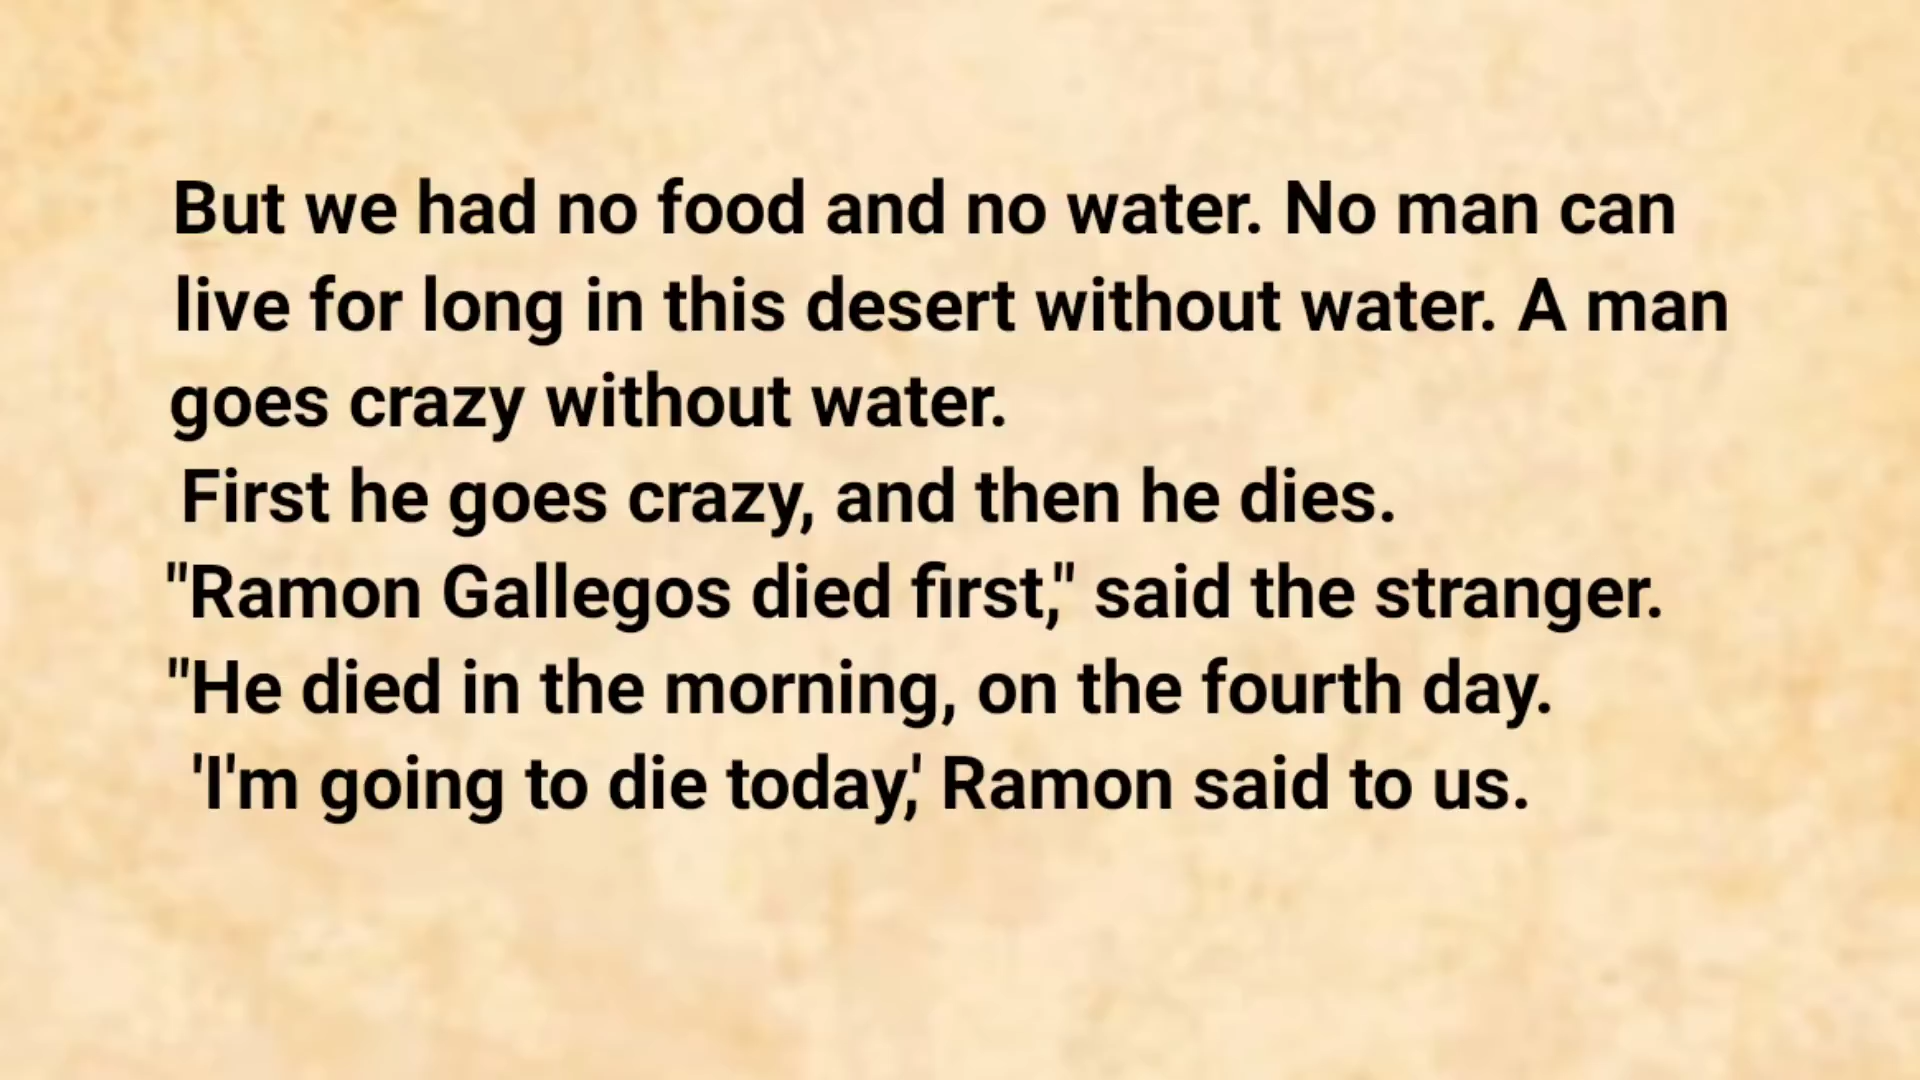 But we had no food and no water. No man can
live for long in this desert without water. A man
goes crazy without water.
First he goes crazy, and then he dies.
"Ramon Gallegos died first," said the stranger.
"He died in the morning, on the fourth day.
'I'm going to die today,' Ramon said to us.